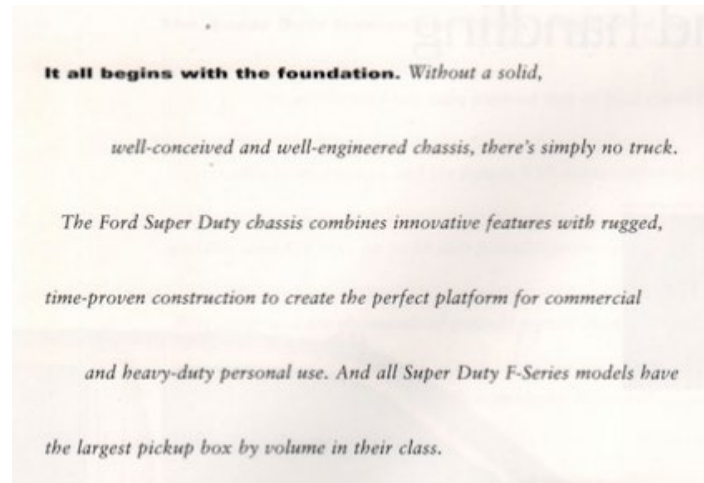 It all begins with the foundation. Without a solid,
well-conceived and well-engineered chassis, there's simply no truck.
The Ford Super Duty chassis combines innovative features with rugged,
time-proven construction to create the perfect platform for commercial
and heavy-duty personal use. And all Super Duty F-Series models have
the largest pickup box by volume in their class.